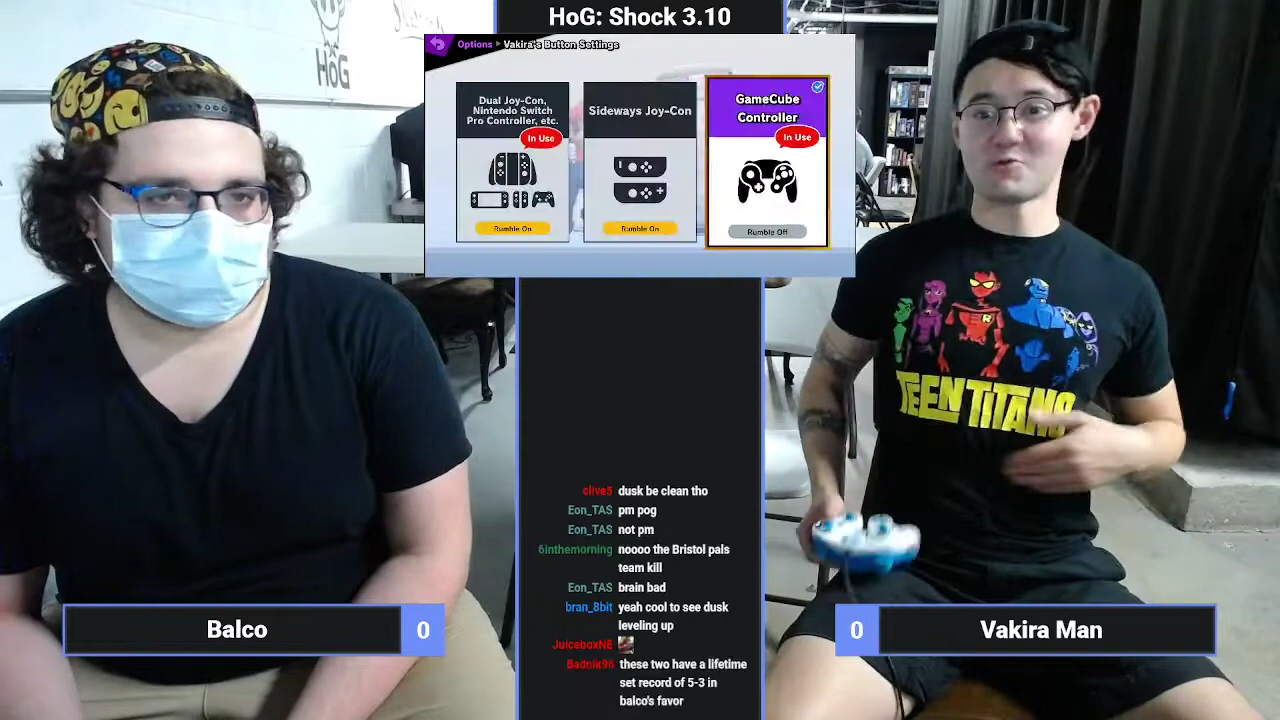 HoG: Shock 3.10
HOG
Options ▸ Vakira's Button Settings
Dual Joy-Con,
Nintendo Switch
Pro Controller, etc.
In Use
Rumble On
Sideways Joy-Con
Rumble On
GameCube
Controller
In Use
Rumble Off
TEEN TITANS
clive5 dusk be clean tho
Eon_TAS pm pog
Eon_TAS not pm
6inthemorning noooo the Bristol pals
team kill
Eon_TAS brain bad
bran_8bit yeah cool to see dusk
leveling up
JuiceboxNE
Badnik96 these two have a lifetime
set record of 5-3 in
balco's favor
Balco 0
0 Vakira Man